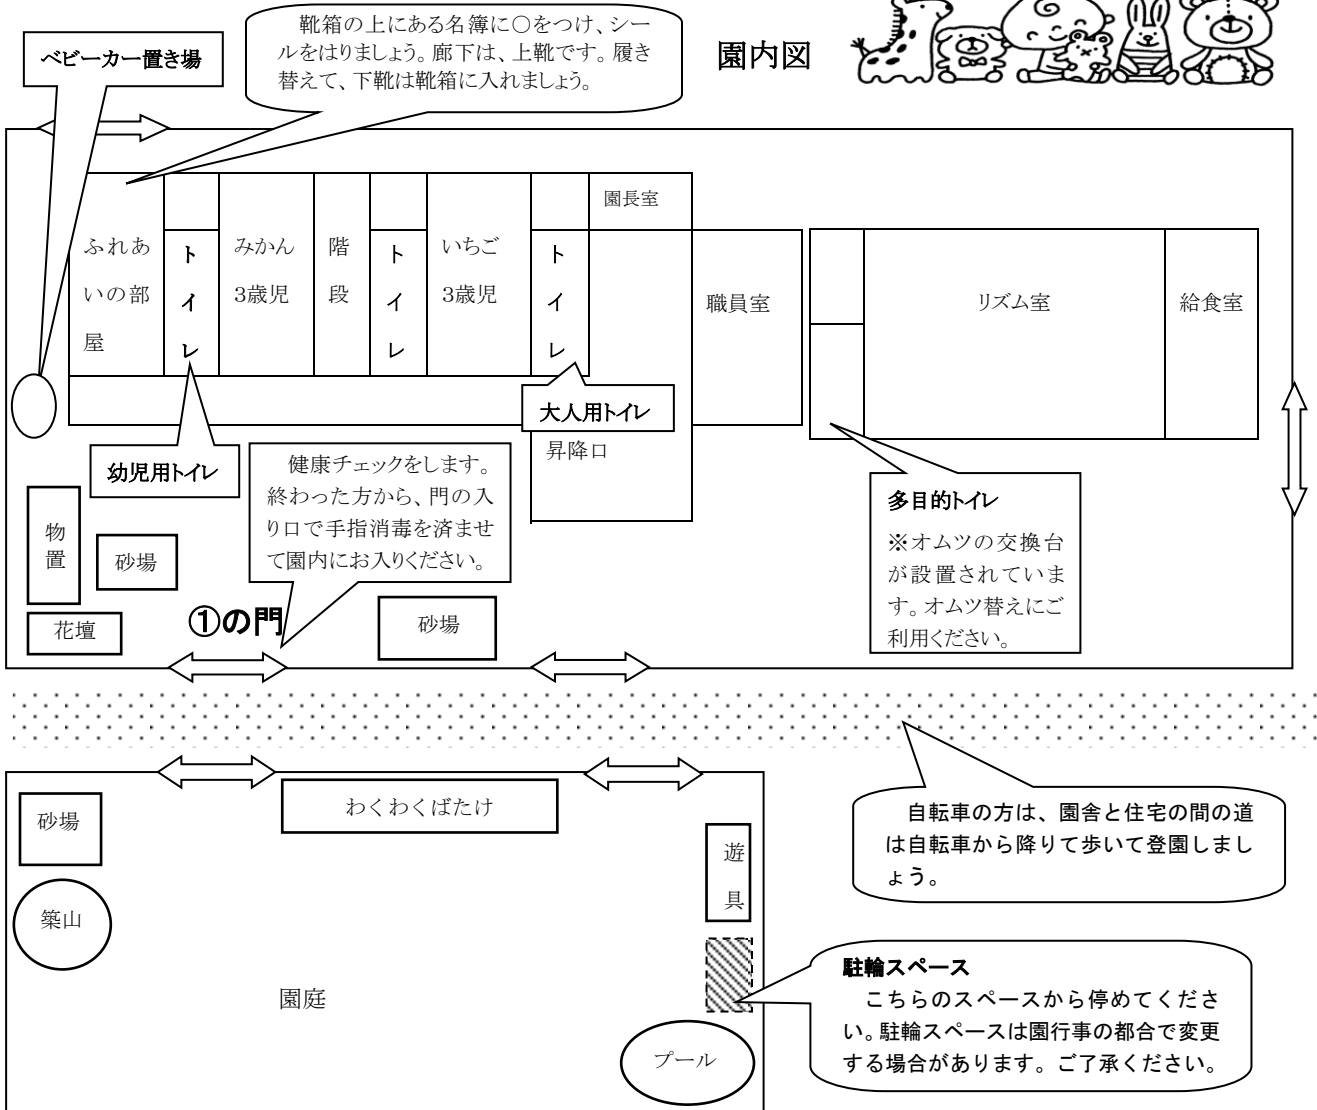 園内図
ベビーカー置き場
靴箱の上にある名簿に○をつけ、シー
ルをはりましょう。廊下は、上靴です。履き
替えて、下靴は靴箱に入れましょう。
ふれあ
いの部
屋
トイレ
みかん
3歳児
階
段
トイレ
いちご
3歳児
トイレ
園長室
職員室
リズム室
給食室
大人用トイレ
昇降口
幼児用トイレ
健康チェックをします。
終わった方から、門の入
り口で手指消毒を済ませ
て園内にお入りください。
多目的トイレ
※オムツの交換台
が設置されていま
す。オムツ替えにご
利用ください。
物
置
砂場
花壇
①の門
砂場
わくわくばたけ
砂場
築山
遊
具
園庭
プール
自転車の方は、園舎と住宅の間の道
は自転車から降りて歩いて登園しまし
ょう。
駐輪スペース
こちらのスペースから停めてくださ
い。駐輪スペースは園行事の都合で変更
する場合があります。ご了承ください。